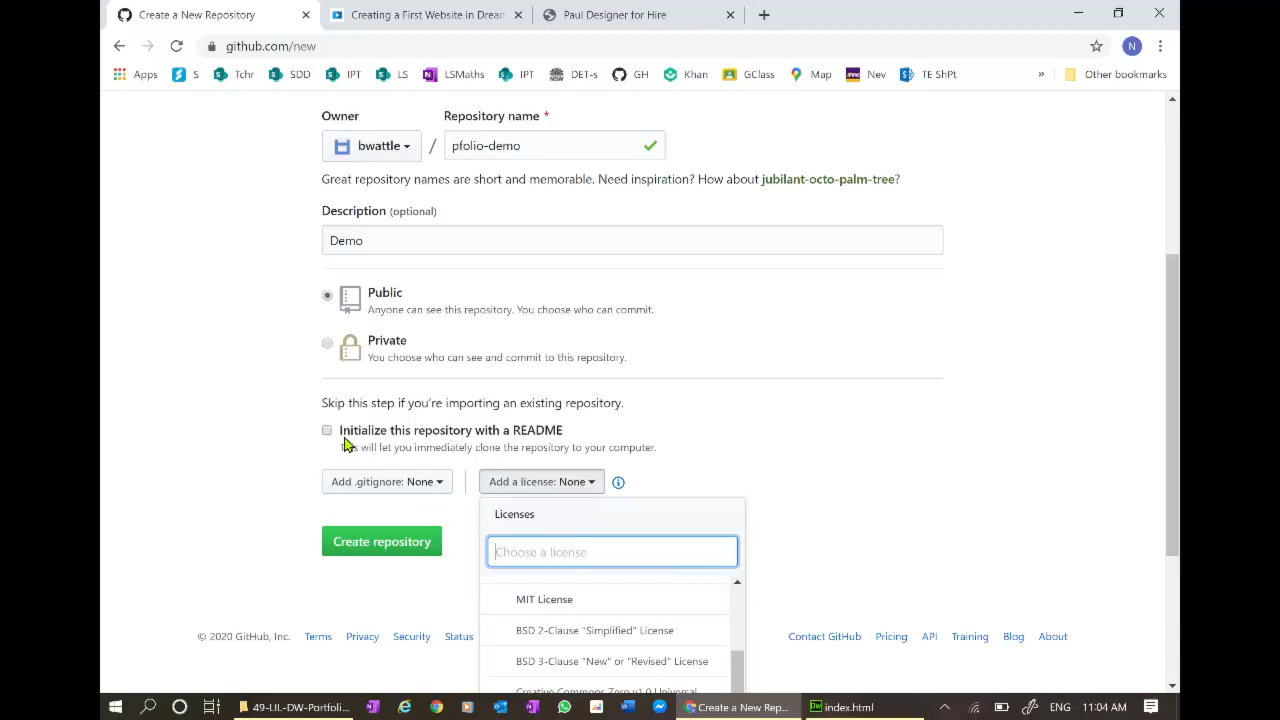 Create a New Repository
Creating a First Website in Dream
Paul Designer for Hire
github.com/new
N
Apps
S
Tchr
SDD
IPT
LS
LSMaths
IPT
DET-s
GH
Khan
GClass
Map
Nev
TE ShPt
»
Other bookmarks
Owner
Repository name *
bwattle
/
pfolio-demo
Great repository names are short and memorable. Need inspiration? How about jubilant-octo-palm-tree?
Description (optional)
Demo
Public
Anyone can see this repository. You choose who can commit.
Private
You choose who can see and commit to this repository.
Skip this step if you're importing an existing repository.
Initialize this repository with a README
This will let you immediately clone the repository to your computer.
Add .gitignore: None
Add a license: None
Licenses
Choose a license
Create repository
MIT License
BSD 2-Clause "Simplified" License
BSD 3-Clause "New" or "Revised" License
Creative Commons Zero v1.0 Universal
© 2020 GitHub, Inc.
Terms
Privacy
Security
Status
Contact GitHub
Pricing
API
Training
Blog
About
49-LIL-DW-Portfoli...
Create a New Rep...
index.html
ENG
11:04 AM